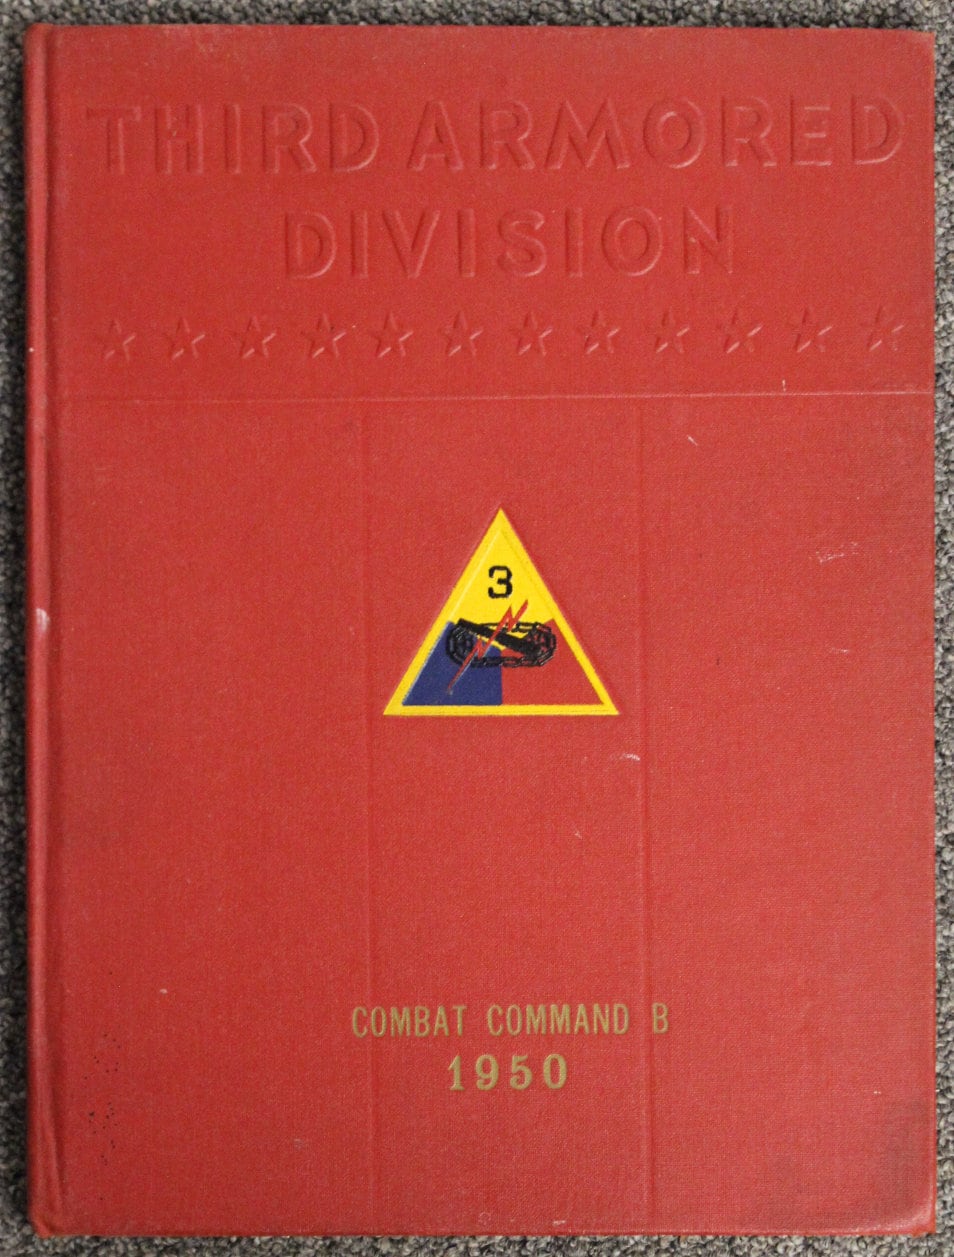 THIRD ARMORED
DIVISION
3
COMBAT COMMAND B
1950